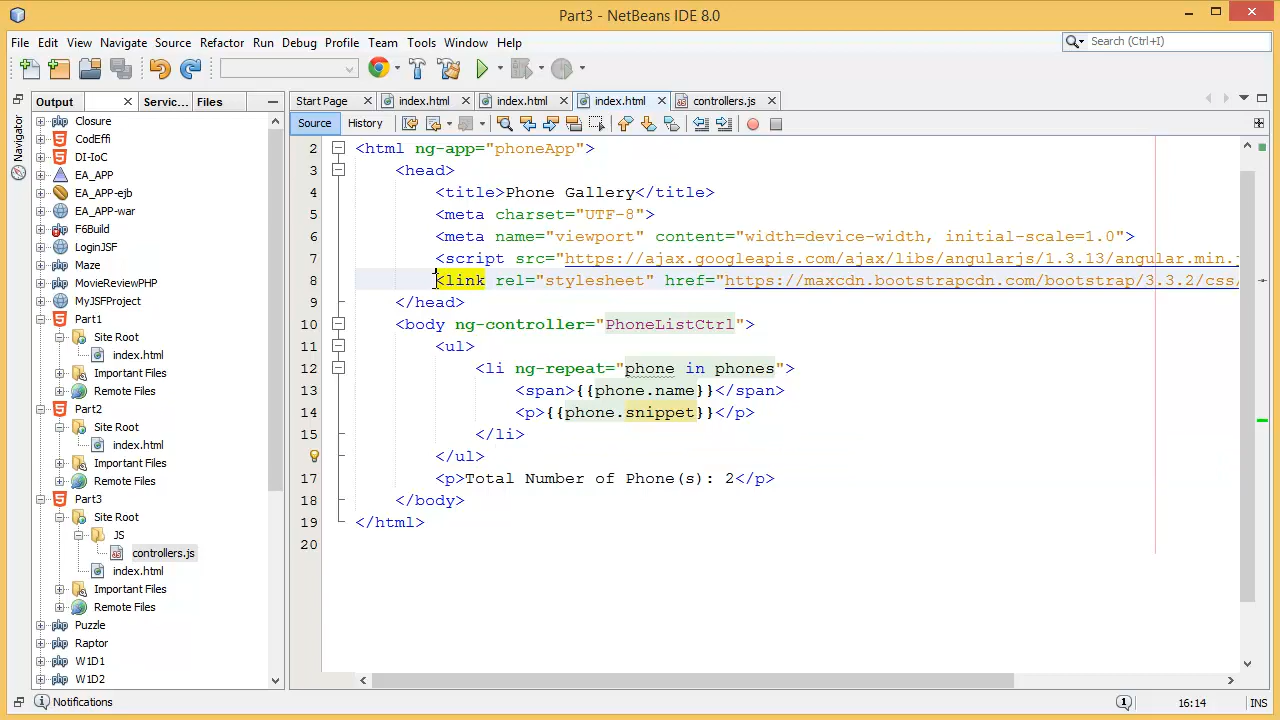 Part3 - NetBeans IDE 8.0
File Edit View Navigate Source Refactor Run Debug Profile Team Tools Window Help
Search (Ctrl+I)
Output
Servic...
Files
Start Page
index.html
index.html
index.html
controllers.js
Navigator
Source
History
Closure
CodEffi
DI-IoC
EA_APP
EA_APP-ejb
EA_APP-war
F6Build
LoginJSF
Maze
MovieReviewPHP
MyJSFProject
Part1
Site Root
index.html
Important Files
Remote Files
Part2
Site Root
index.html
Important Files
Remote Files
Part3
Site Root
JS
controllers.js
index.html
Important Files
Remote Files
Puzzle
Raptor
W1D1
W1D2
2 <html ng-app="phoneApp">
3 <head>
4 <title>Phone Gallery</title>
5 <meta charset="UTF-8">
6 <meta name="viewport" content="width=device-width, initial-scale=1.0">
7 <script src="https://ajax.googleapis.com/ajax/libs/angularjs/1.3.13/angular.min.j
8 <link rel="stylesheet" href="https://maxcdn.bootstrapcdn.com/bootstrap/3.3.2/css/
9 </head>
10 <body ng-controller="PhoneListCtrl">
11 <ul>
12 <li ng-repeat="phone in phones">
13 <span>{{phone.name}}</span>
14 <p>{{phone.snippet}}</p>
15 </li>
</ul>
17 <p>Total Number of Phone(s): 2</p>
18 </body>
19 </html>
20
Notifications
1
16:14
INS